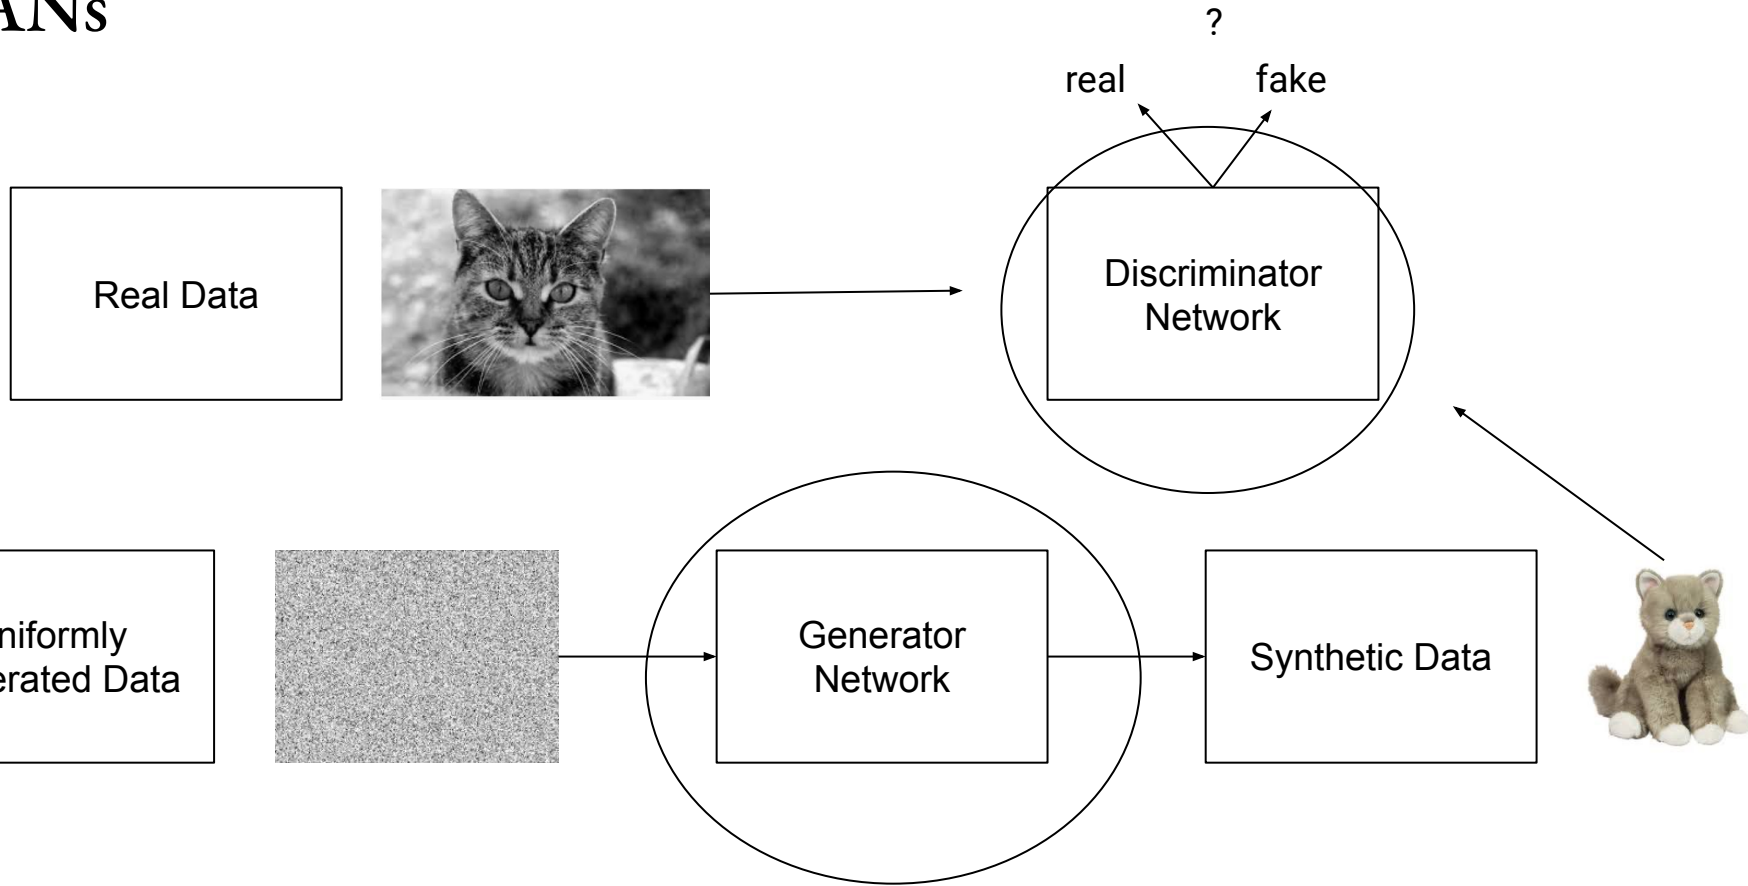 ANs
?
real fake
Real Data
Discriminator
Network
niformly
erated Data
Generator
Network
Synthetic Data